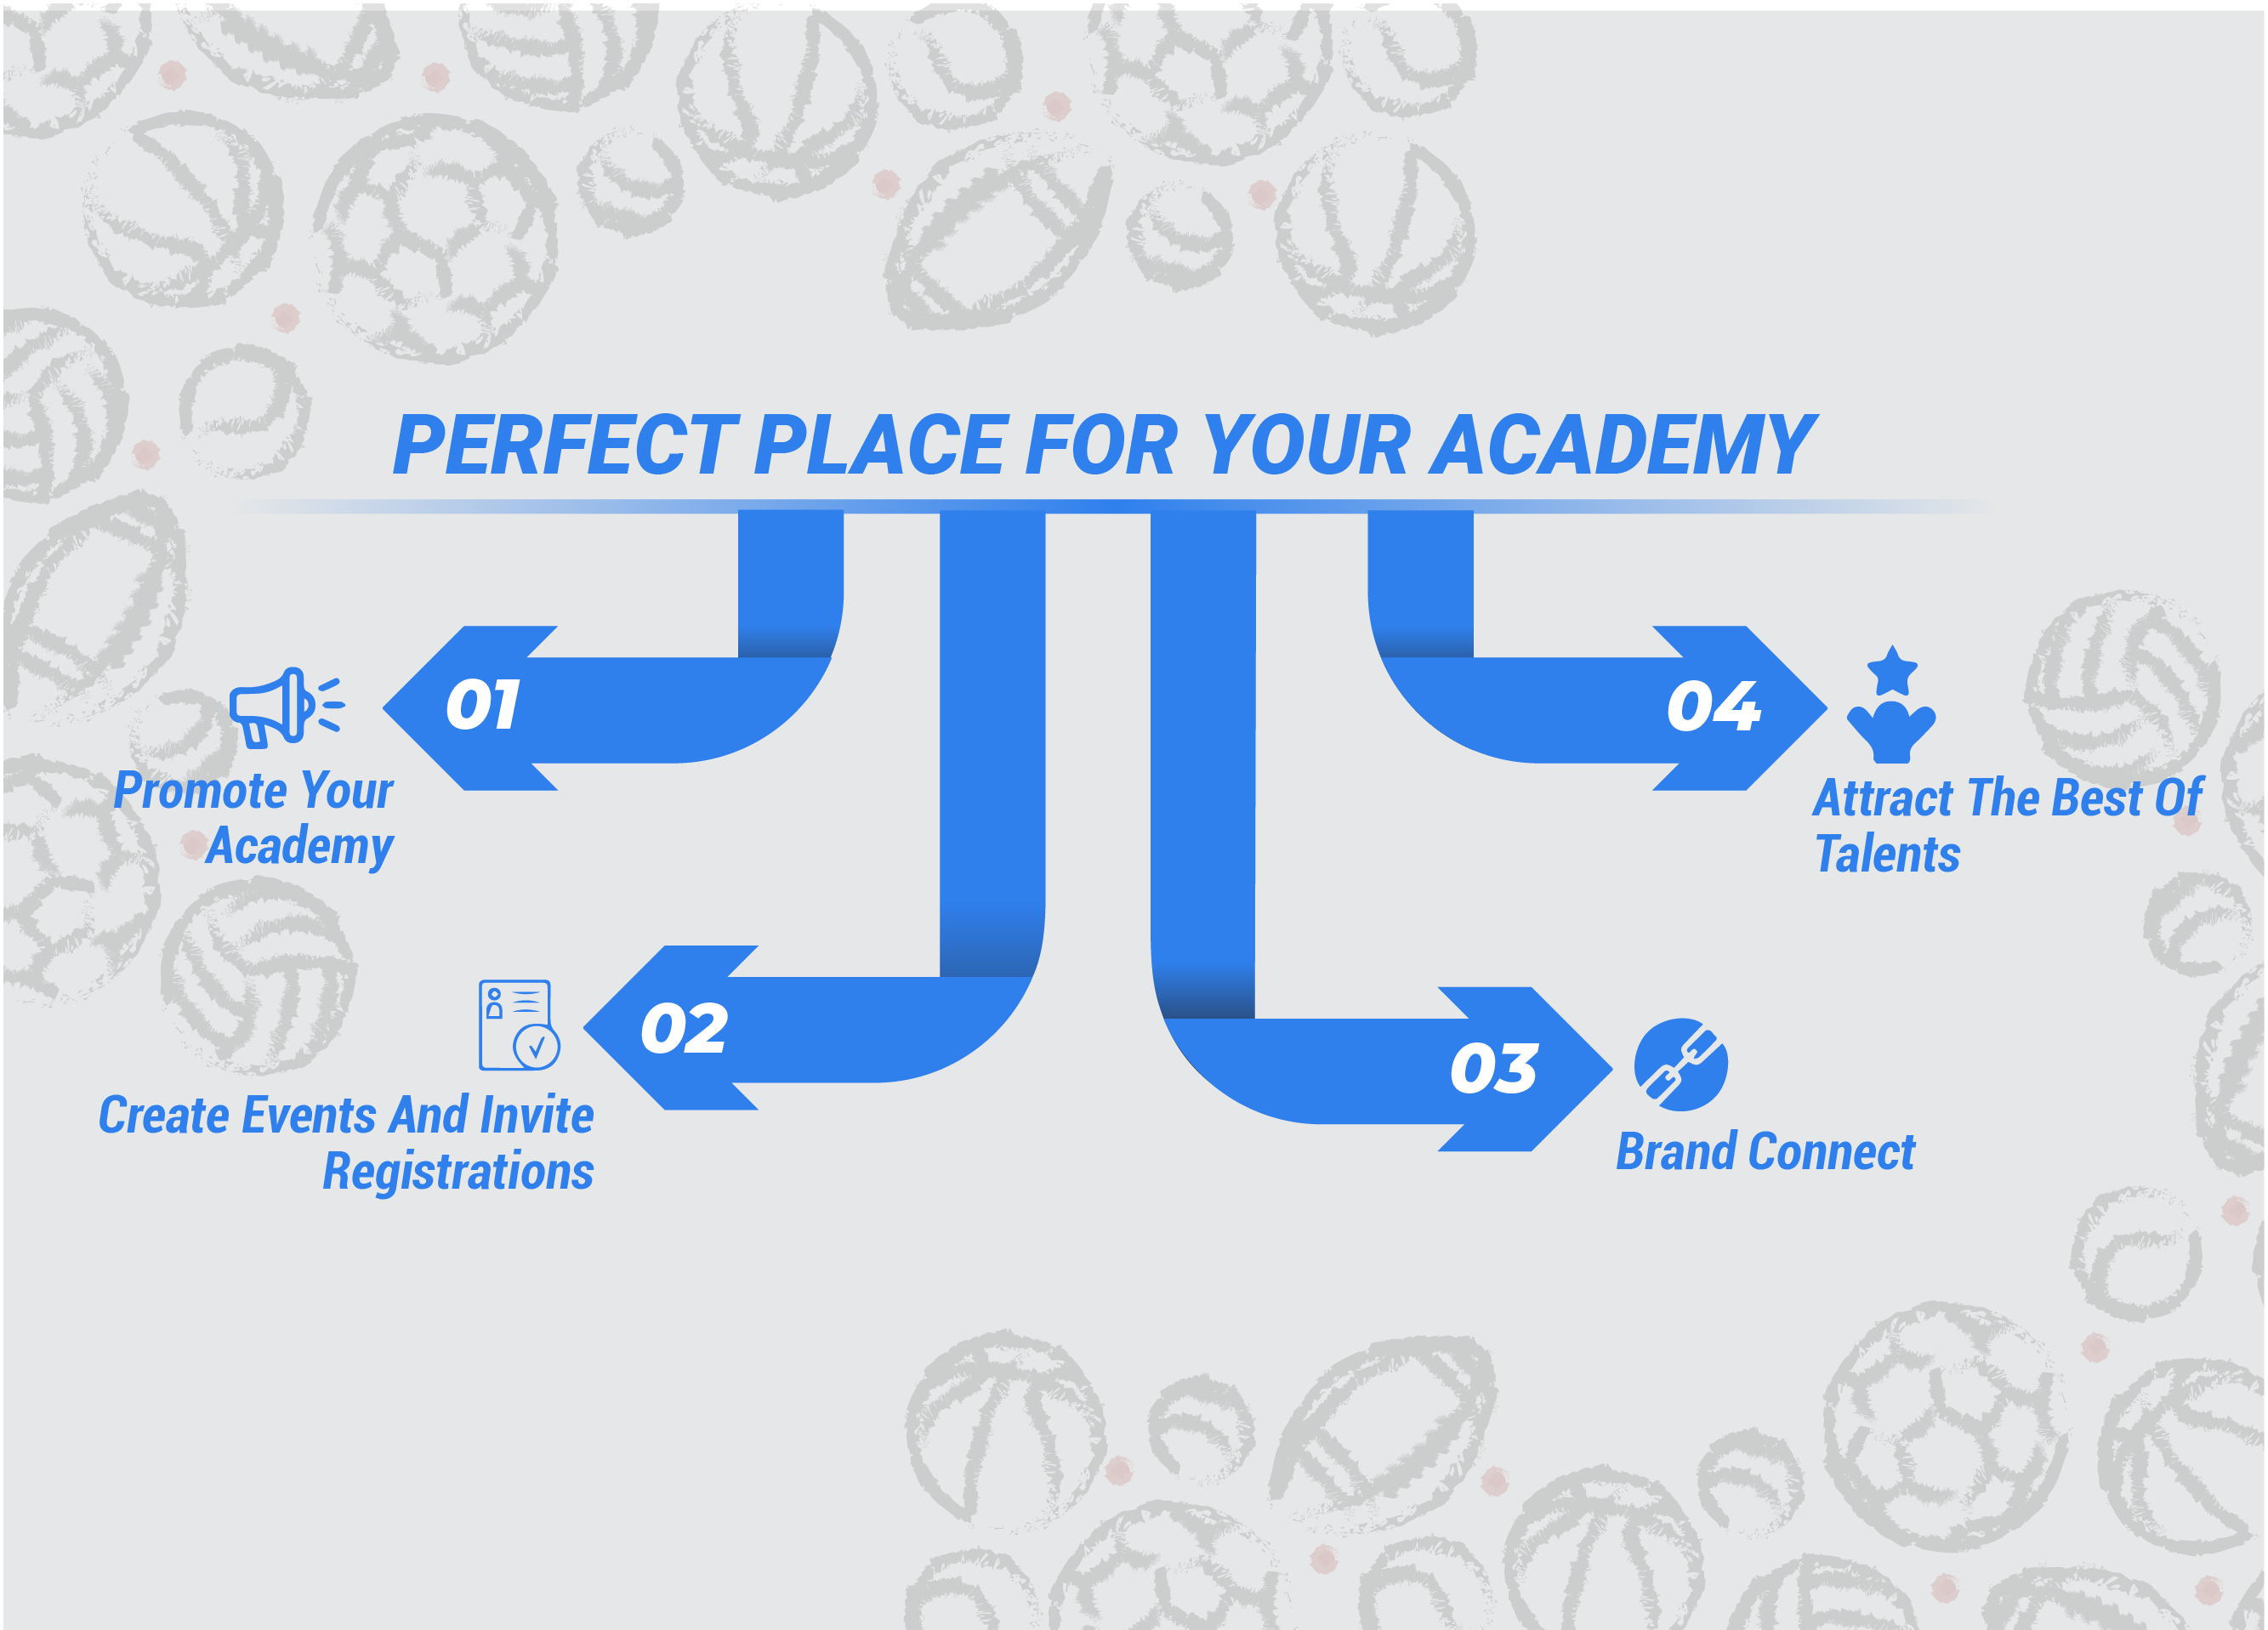 PERFECT PLACE FOR YOUR ACADEMY
01
Promote Your
Academy
02
Create Events And Invite
Registrations
03
Brand Connect
04
Attract The Best Of
Talents